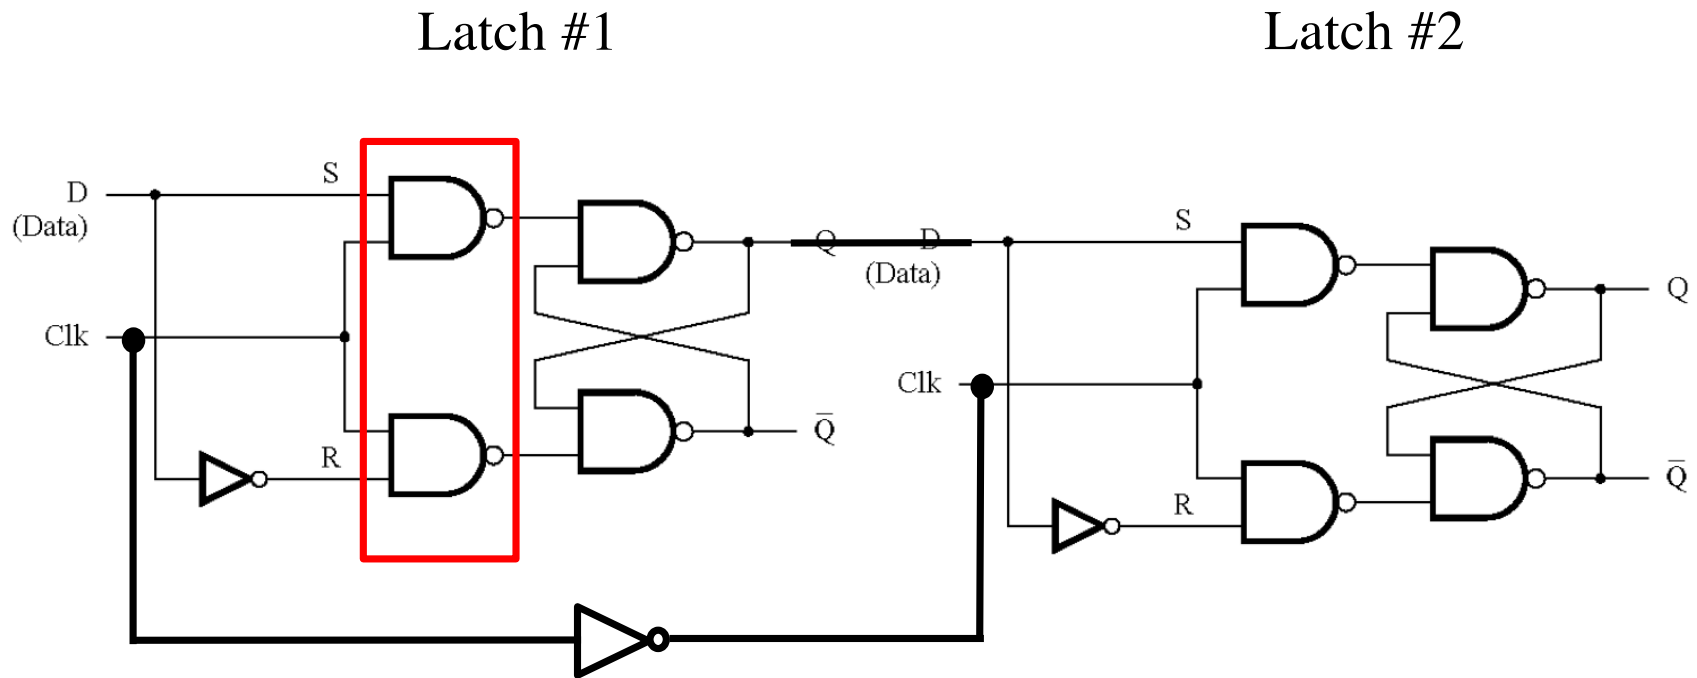 Latch #1
Latch #2
S
D
(Data)
Clk
R
Q
Q̅
D
(Data)
S
Clk
R
Q
Q̅